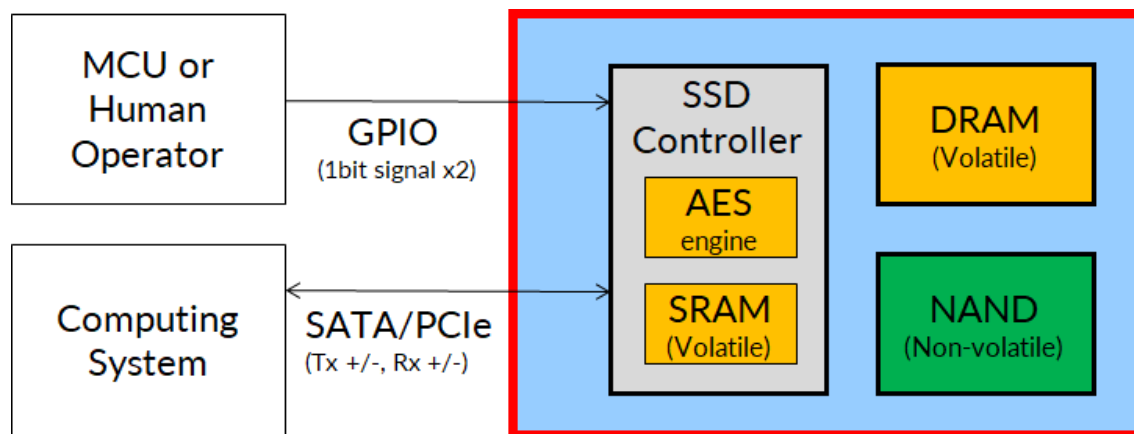 MCU or
Human
Operator
GPIO
(1bit signal x2)
Computing
System
SATA/PCIe
(Tx +/-, Rx +/-)
SSD
Controller
AES
engine
SRAM
(Volatile)
DRAM
(Volatile)
NAND
(Non-volatile)